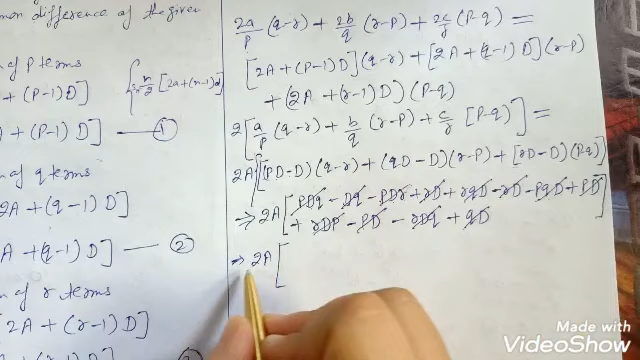 mon difference of the given
of p terms
+ (P-1) D] { n/2 [2a+(n-1)d]
+ (P-1) D] — ①
n of q terms
2A + (q-1) D]
A + (q-1) D] — ②
of r terms
[2A + (r-1) D]
2a/p (q-r) + 2b/q (r-P) + 2c/r (P-q) =
[2A + (P-1) D] (q-r) + [2A + (q-1) D] (r-p)
+ (2A + (r-1) D] (P-q)
2 [a/p (q-r) + b/q (r-P) + c/r [P-q] ] =
2A [(PD-D) (q-r) + (qD-D) (r-p) + [rD-D) (P-q)]
⇒ 2A [PDq - Dq - PDr + rD + rqD - rD - PqD + PD
+ rDP - PD - rDq + qD]
⇒ 2A [
Made with
VideoShow